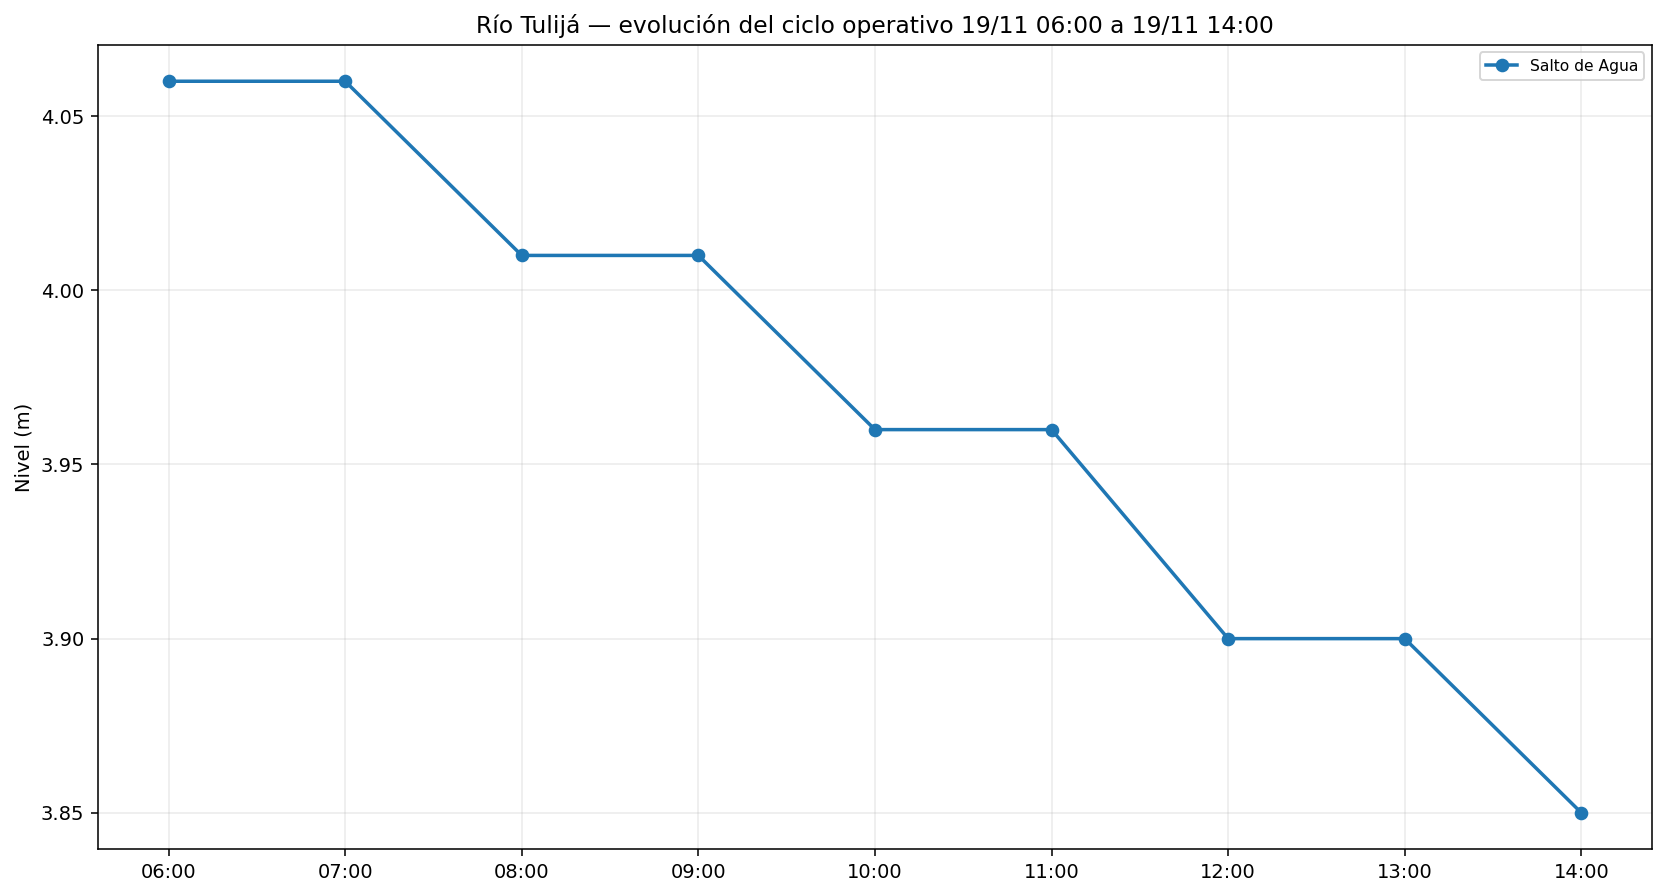 Río Tulijá — evolución del ciclo operativo 19/11 06:00 a 19/11 14:00
Salto de Agua
Nivel (m)
4.05
4.00
3.95
3.90
3.85
06:00 07:00 08:00 09:00 10:00 11:00 12:00 13:00 14:00